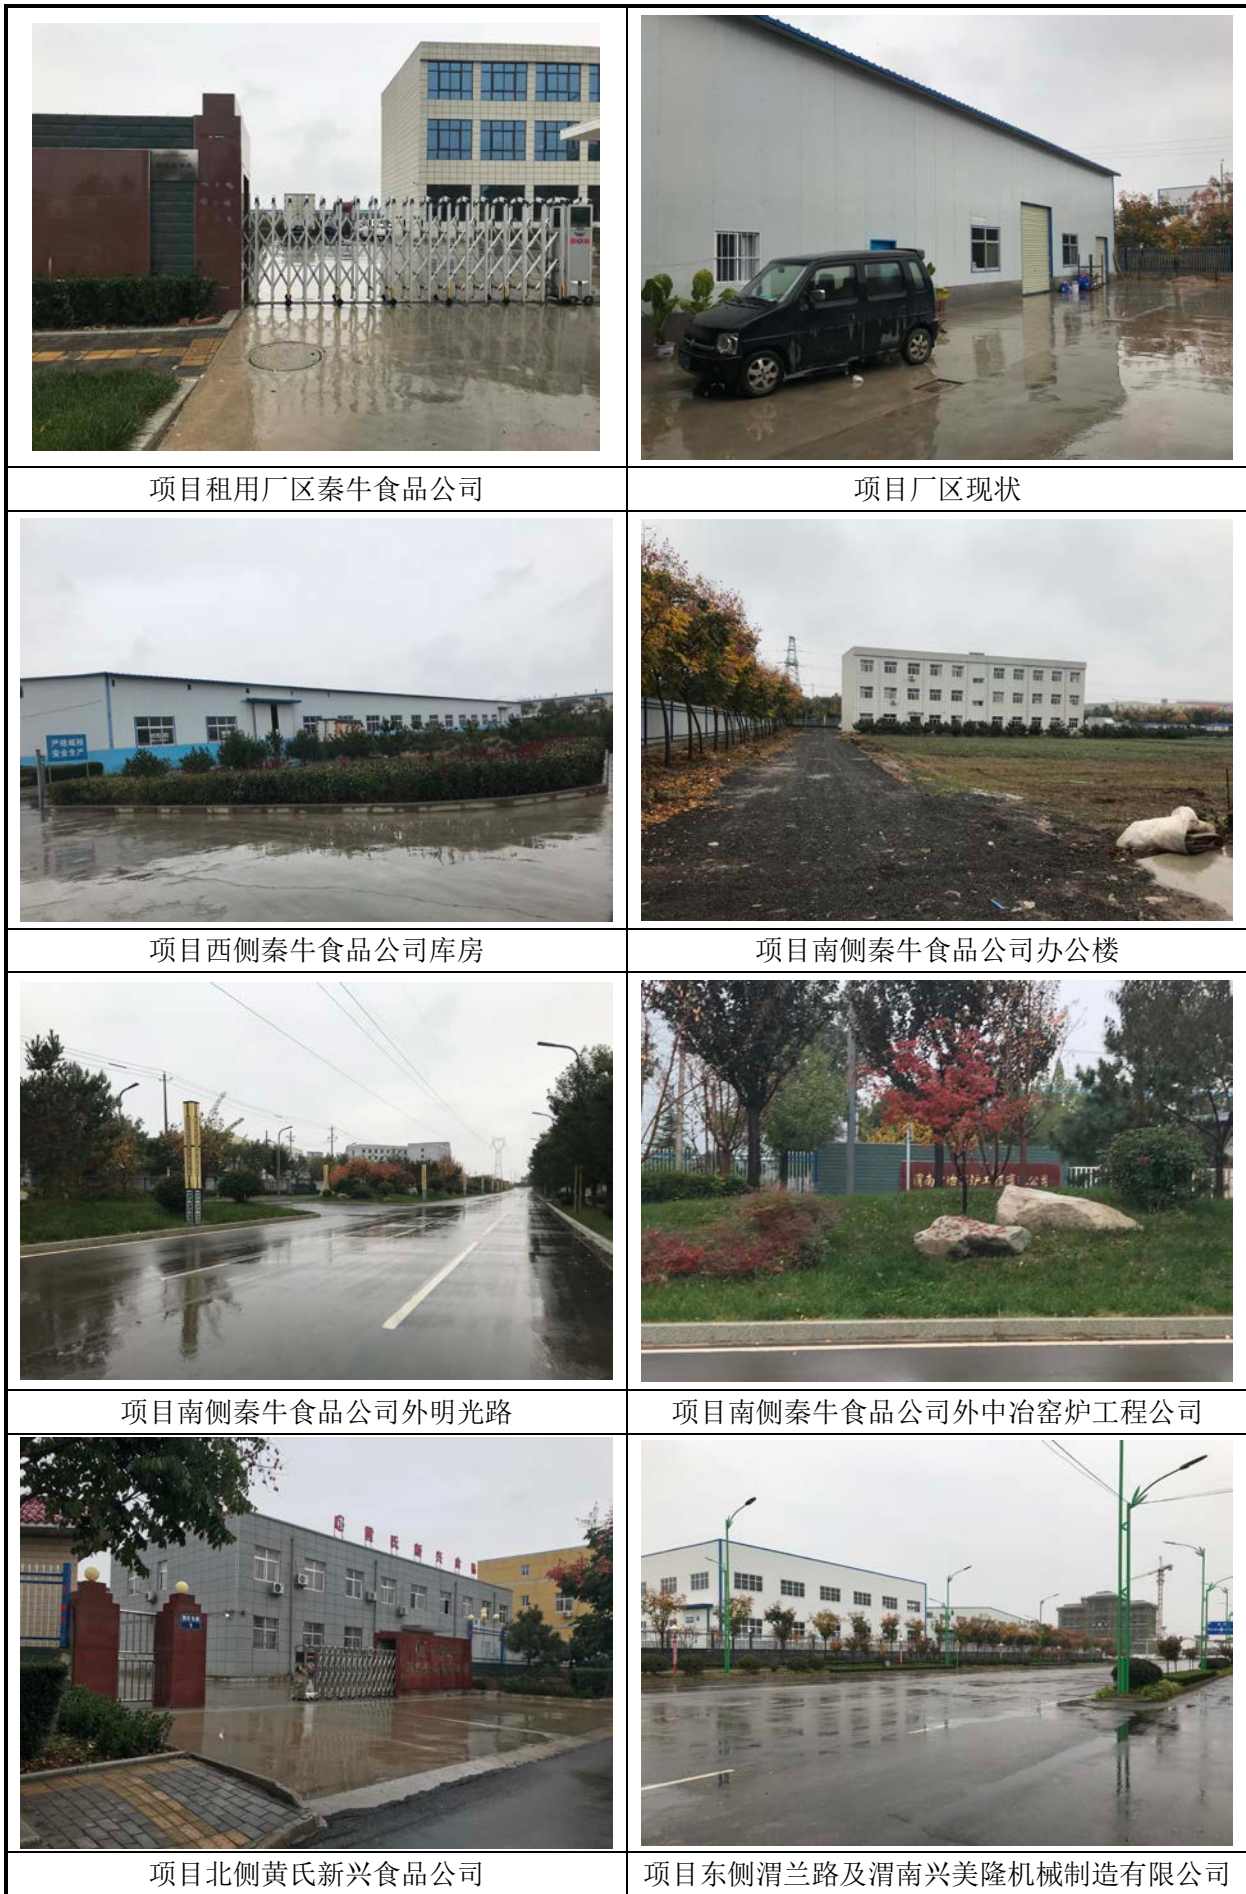 项目租用厂区秦牛食品公司
项目厂区现状
安全生产
项目西侧秦牛食品公司库房
项目南侧秦牛食品公司办公楼
项目南侧秦牛食品公司外明光路
渭南
公司
项目南侧秦牛食品公司外中冶窑炉工程公司
黄氏新兴食品
项目北侧黄氏新兴食品公司
项目东侧渭兰路及渭南兴美隆机械制造有限公司